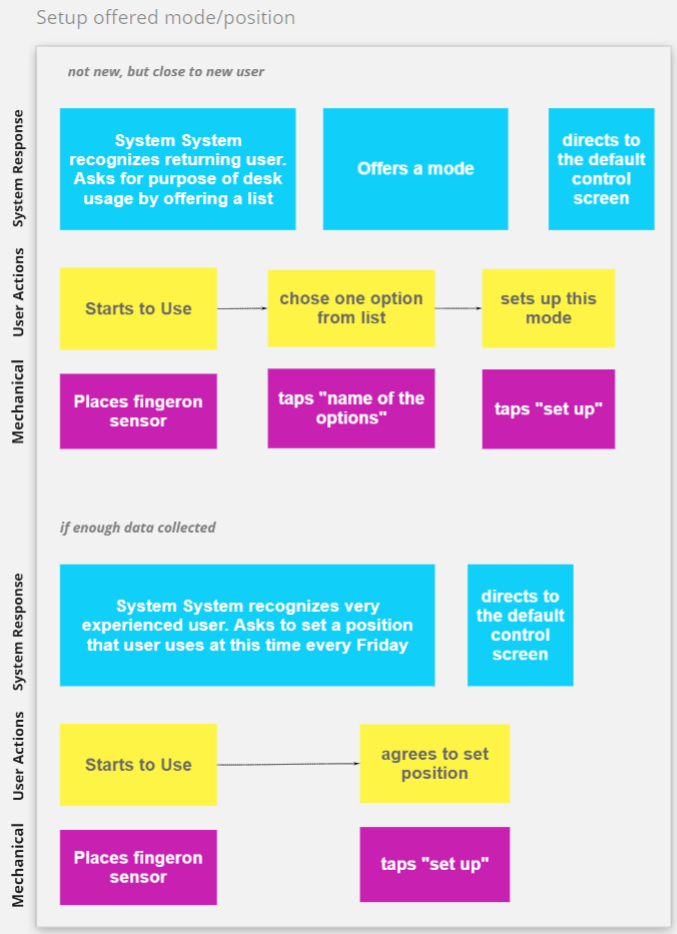 Setup offered mode/position
not new, but close to new user
System Response
System System
recognizes returning user.
Asks for purpose of desk
usage by offering a list
Offers a mode
directs to
the default
control
screen
User Actions
Starts to Use
chose one option
from list
sets up this
mode
Mechanical
Places fingeron
sensor
taps "name of the
options"
taps "set up"
if enough data collected
System Response
System System recognizes very
experienced user. Asks to set a position
that user uses at this time every Friday
directs to
the default
control
screen
User Actions
Starts to Use
agrees to set
position
Mechanical
Places fingeron
sensor
taps "set up"